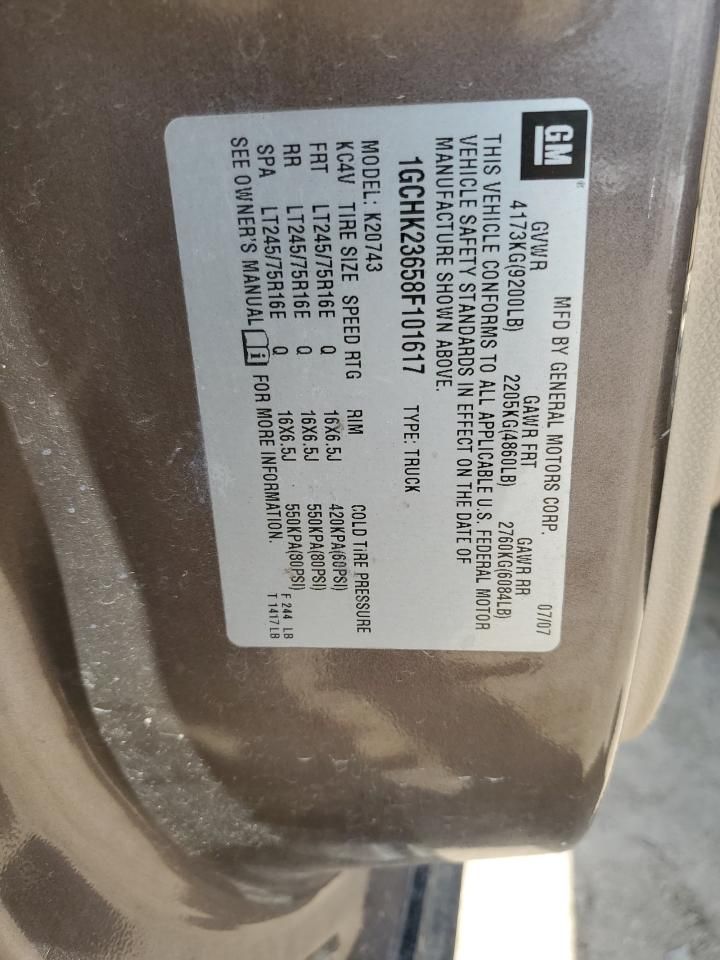 GM®
MFD BY GENERAL MOTORS CORP. 07/07
GVWR GAWR FRT GAWR RR
4173KG(9200LB) 2205KG(4860LB) 2760KG(6084LB)
THIS VEHICLE CONFORMS TO ALL APPLICABLE U.S. FEDERAL MOTOR
VEHICLE SAFETY STANDARDS IN EFFECT ON THE DATE OF
MANUFACTURE SHOWN ABOVE.
1GCHK23658F101617 TYPE: TRUCK
MODEL: K20743
KC4V TIRE SIZE SPEED RTG RIM COLD TIRE PRESSURE
FRT LT245/75R16E Q 16X6.5J 420KPA(60PSI)
RR LT245/75R16E Q 16X6.5J 550KPA(80PSI)
SPA LT245/75R16E Q 16X6.5J 550KPA(80PSI)
SEE OWNER'S MANUAL i FOR MORE INFORMATION.
F 244 LB
T 1417 LB